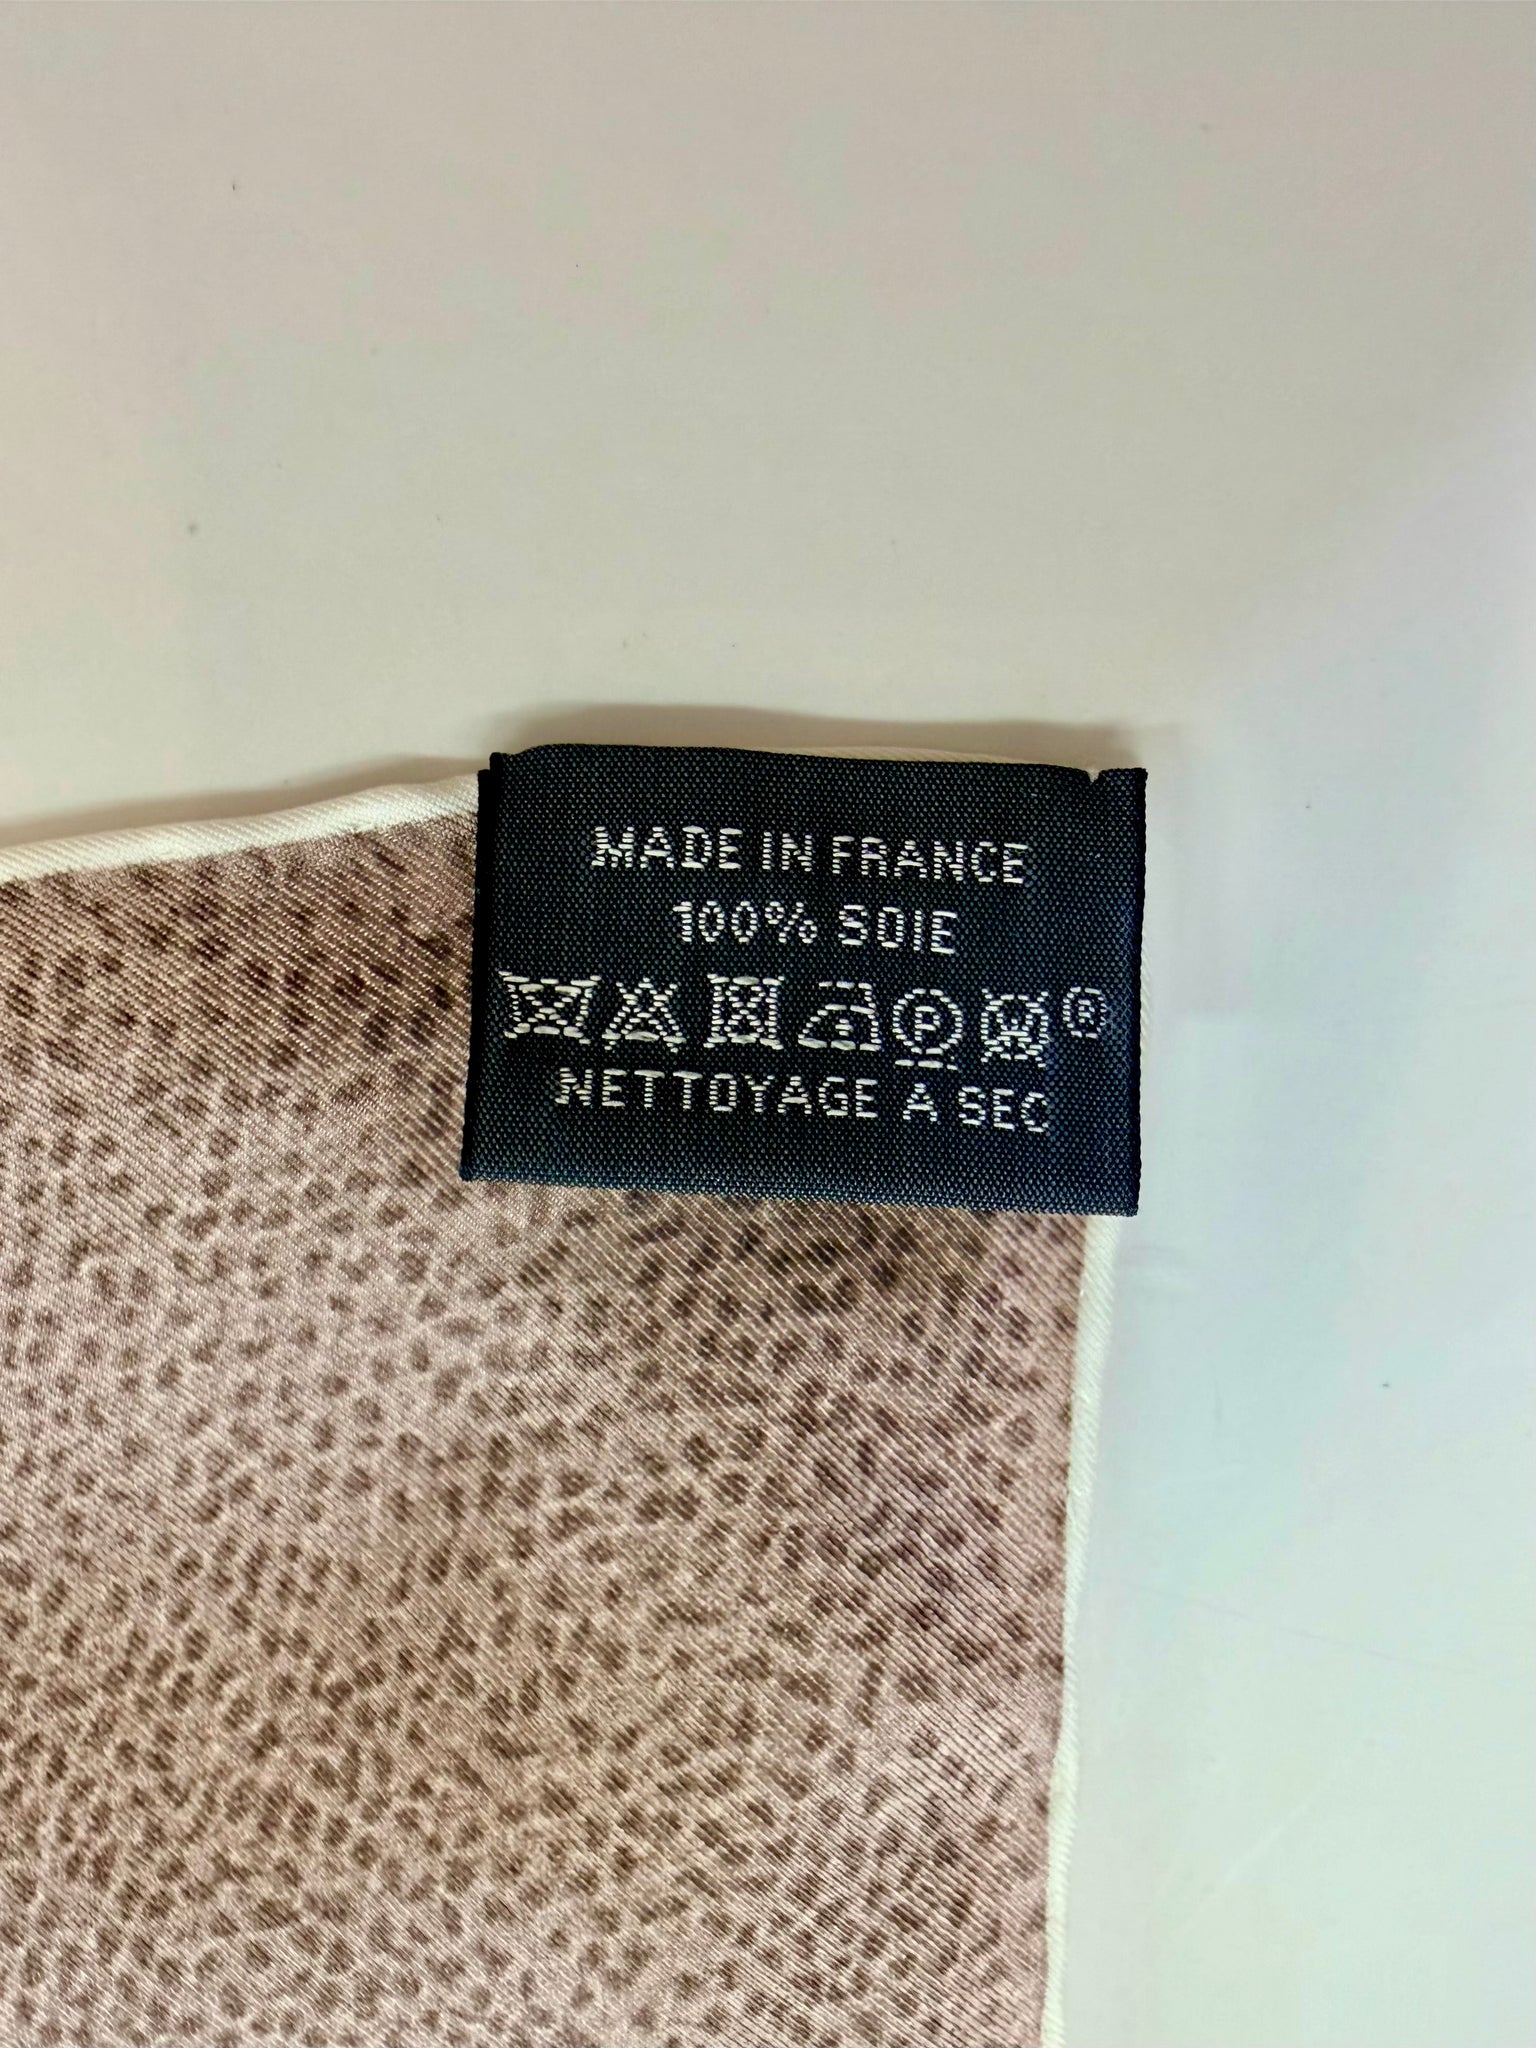 MADE IN FRANCE
100% SOIE
P W ®
NETTOYAGE A SEC